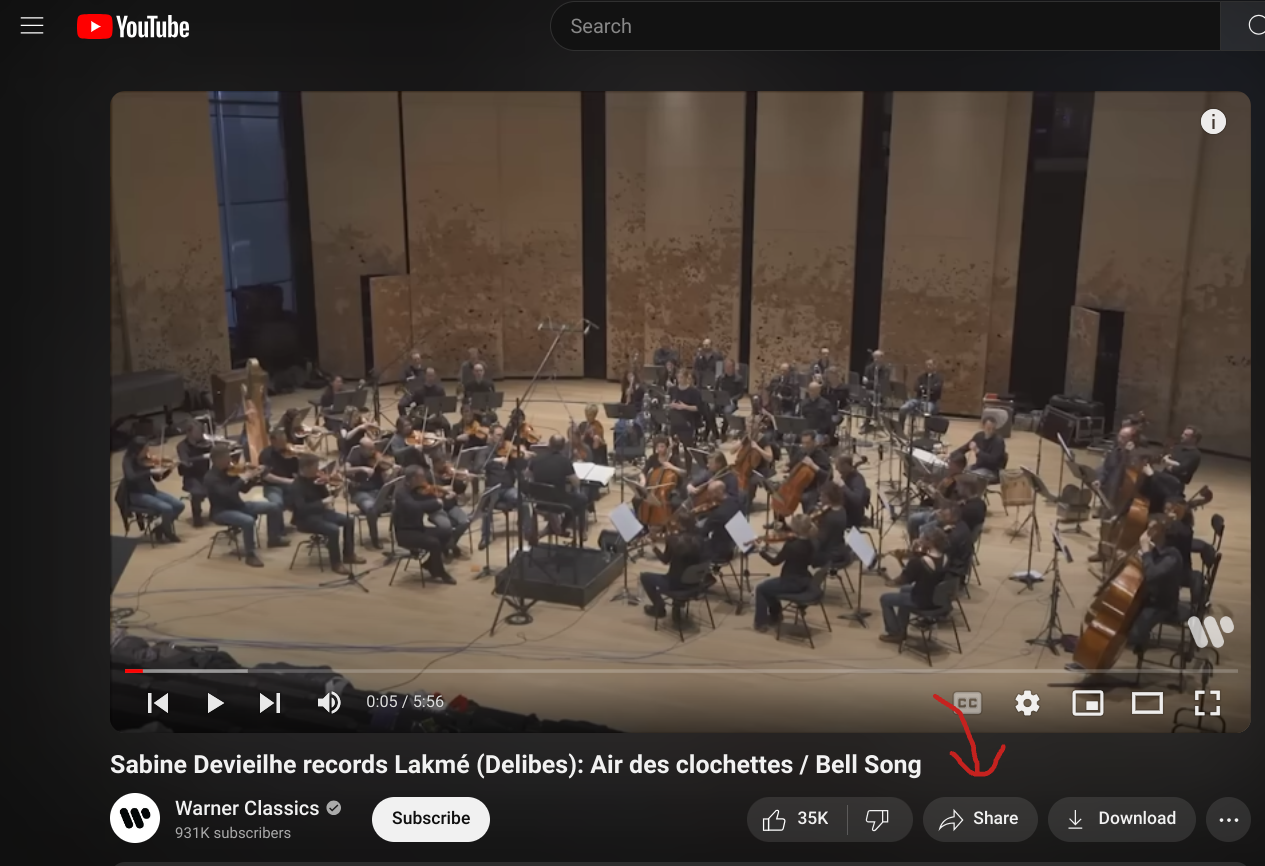 YouTube
Search
CC
0:05 / 5:56
Sabine Devieilhe records Lakmé (Delibes): Air des clochettes / Bell Song
Warner Classics
931K subscribers
Subscribe
35K
Share
Download